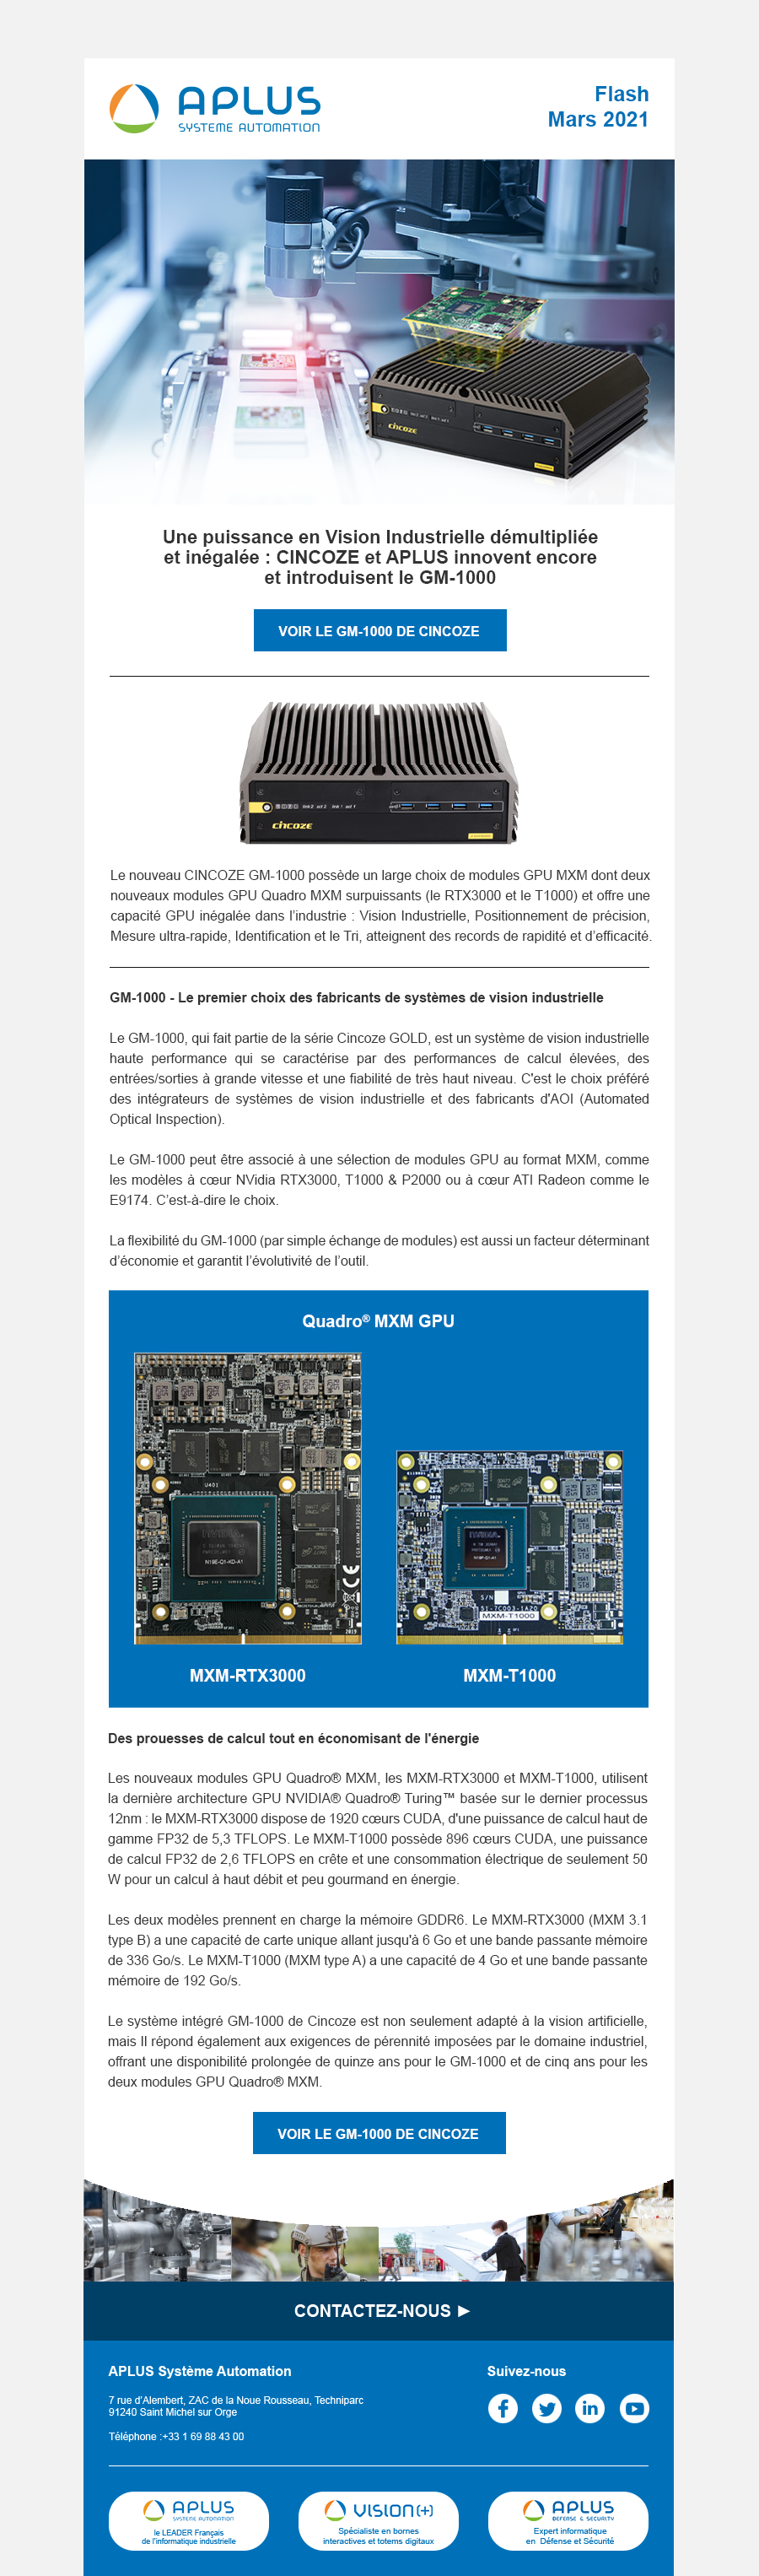 APLUS
SYSTEME AUTOMATION
Flash
Mars 2021
cincoze
Une puissance en Vision Industrielle démultipliée
et inégalée : CINCOZE et APLUS innovent encore
et introduisent le GM-1000
VOIR LE GM-1000 DE CINCOZE
cincoze
Le nouveau CINCOZE GM-1000 possède un large choix de modules GPU MXM dont deux
nouveaux modules GPU Quadro MXM surpuissants (le RTX3000 et le T1000) et offre une
capacité GPU inégalée dans l’industrie : Vision Industrielle, Positionnement de précision,
Mesure ultra-rapide, Identification et le Tri, atteignent des records de rapidité et d’efficacité.
GM-1000 - Le premier choix des fabricants de systèmes de vision industrielle
Le GM-1000, qui fait partie de la série Cincoze GOLD, est un système de vision industrielle
haute performance qui se caractérise par des performances de calcul élevées, des
entrées/sorties à grande vitesse et une fiabilité de très haut niveau. C'est le choix préféré
des intégrateurs de systèmes de vision industrielle et des fabricants d'AOI (Automated
Optical Inspection).
Le GM-1000 peut être associé à une sélection de modules GPU au format MXM, comme
les modèles à cœur NVidia RTX3000, T1000 & P2000 ou à cœur ATI Radeon comme le
E9174. C’est-à-dire le choix.
La flexibilité du GM-1000 (par simple échange de modules) est aussi un facteur déterminant
d’économie et garantit l’évolutivité de l’outil.
Quadro® MXM GPU
U401
NVIDIA
N19E-Q1-KD-A1
CE
2019
NVIDIA
N19P-Q1-A1
S/N
MXM-T1000
MXM-RTX3000
MXM-T1000
Des prouesses de calcul tout en économisant de l'énergie
Les nouveaux modules GPU Quadro® MXM, les MXM-RTX3000 et MXM-T1000, utilisent
la dernière architecture GPU NVIDIA® Quadro® Turing™ basée sur le dernier processus
12nm : le MXM-RTX3000 dispose de 1920 cœurs CUDA, d'une puissance de calcul haut de
gamme FP32 de 5,3 TFLOPS. Le MXM-T1000 possède 896 cœurs CUDA, une puissance
de calcul FP32 de 2,6 TFLOPS en crête et une consommation électrique de seulement 50
W pour un calcul à haut débit et peu gourmand en énergie.
Les deux modèles prennent en charge la mémoire GDDR6. Le MXM-RTX3000 (MXM 3.1
type B) a une capacité de carte unique allant jusqu'à 6 Go et une bande passante mémoire
de 336 Go/s. Le MXM-T1000 (MXM type A) a une capacité de 4 Go et une bande passante
mémoire de 192 Go/s.
Le système intégré GM-1000 de Cincoze est non seulement adapté à la vision artificielle,
mais Il répond également aux exigences de pérennité imposées par le domaine industriel,
offrant une disponibilité prolongée de quinze ans pour le GM-1000 et de cinq ans pour les
deux modules GPU Quadro® MXM.
VOIR LE GM-1000 DE CINCOZE
CONTACTEZ-NOUS ►
APLUS Système Automation
Suivez-nous
7 rue d'Alembert, ZAC de la Noue Rousseau, Techniparc
91240 Saint Michel sur Orge
Téléphone :+33 1 69 88 43 00
APLUS
SYSTEME AUTOMATION
le LEADER Français
de l'informatique industrielle
VISION(+)
Spécialiste en bornes
interactives et totems digitaux
APLUS
DEFENSE & SECURITY
Expert informatique
en Défense et Sécurité